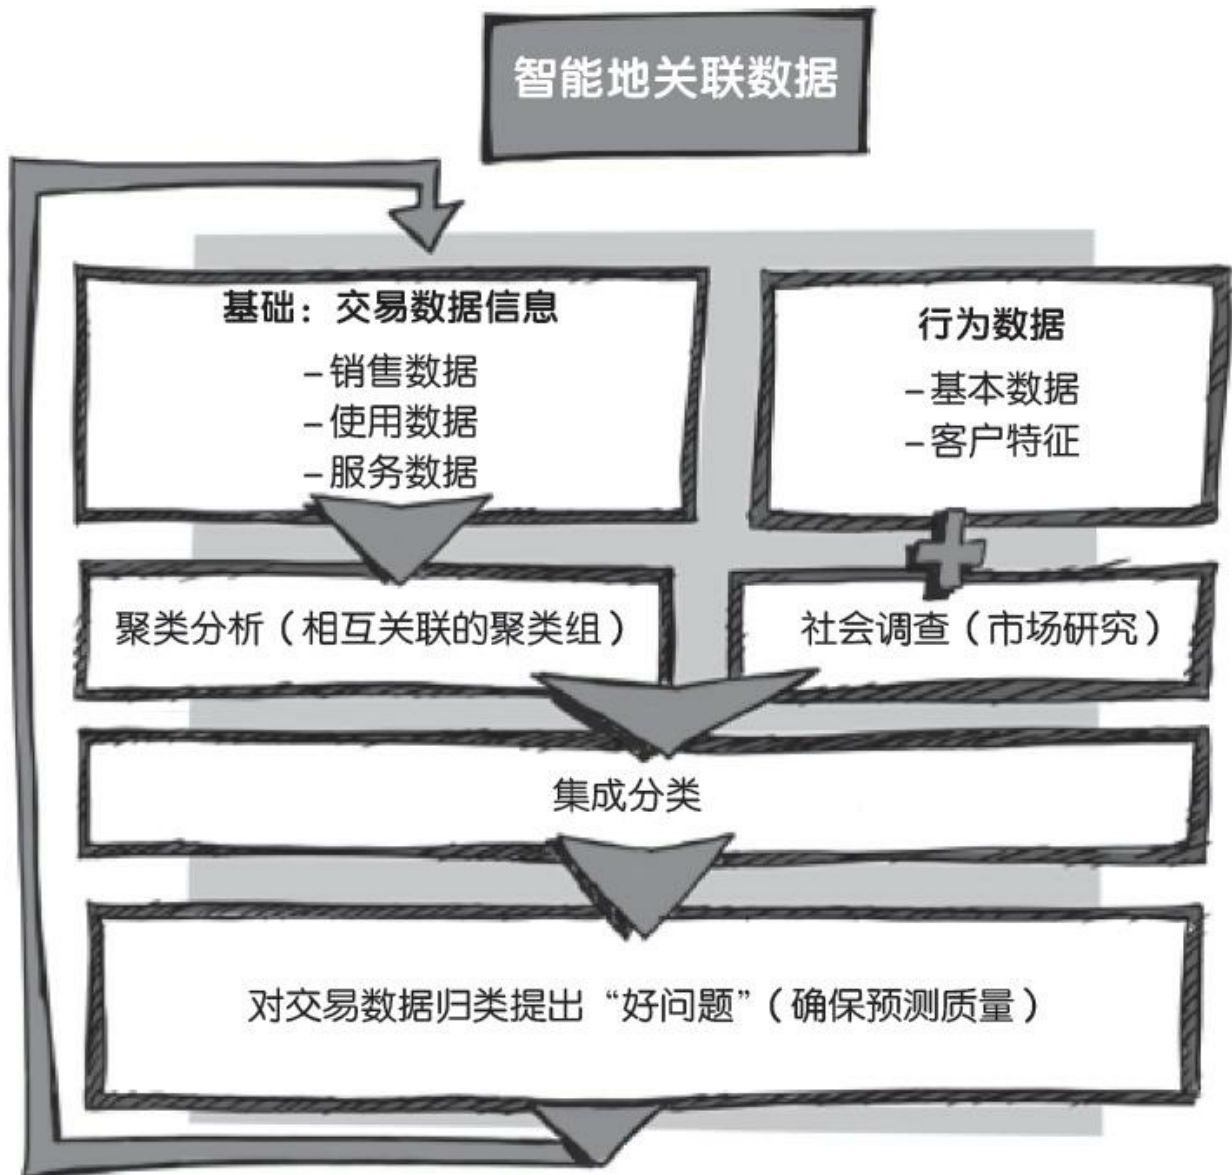 智能地关联数据
基础：交易数据信息
–销售数据
–使用数据
–服务数据
行为数据
–基本数据
–客户特征
聚类分析（相互关联的聚类组）
社会调查（市场研究）
集成分类
对交易数据归类提出“好问题”（确保预测质量）